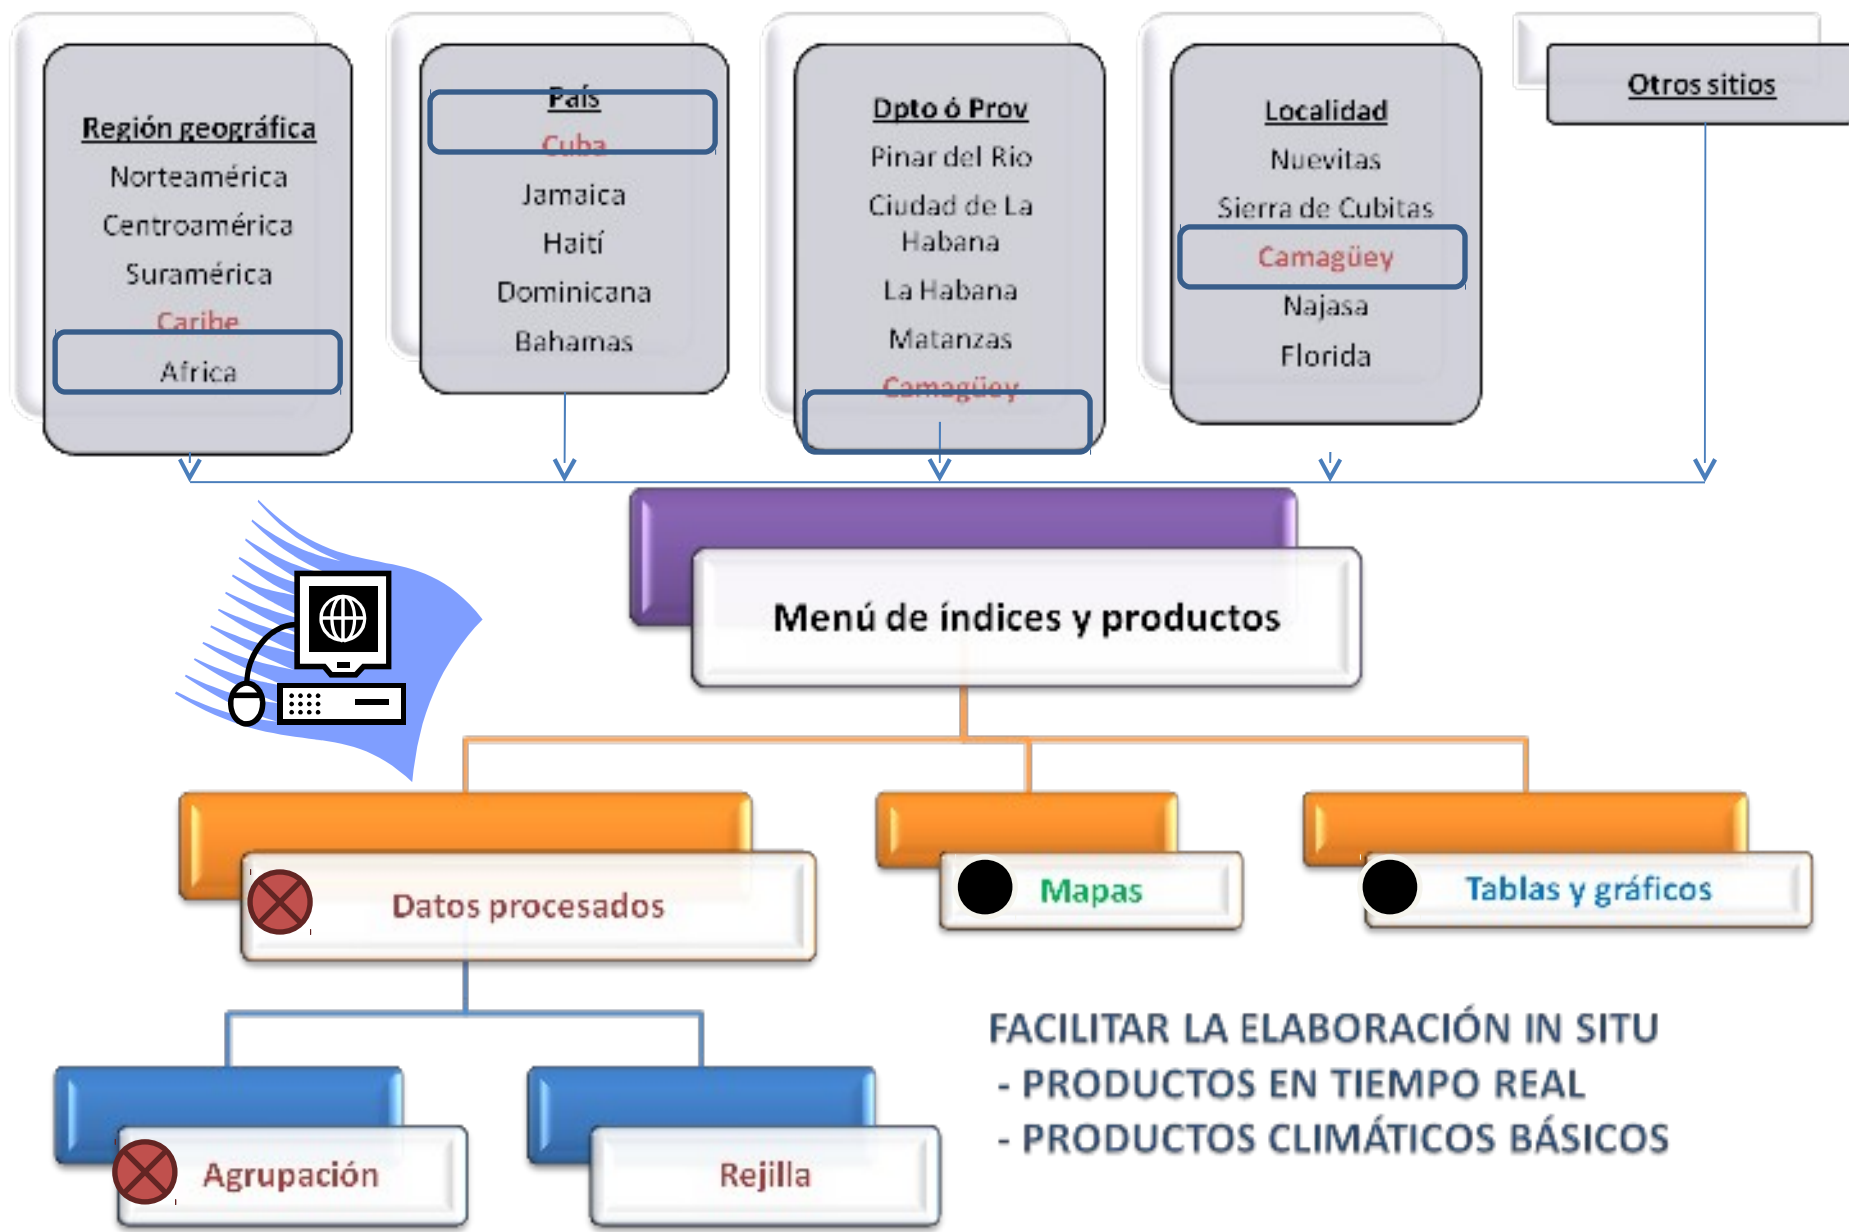 Región geográfica
Norteamérica
Centroamérica
Suramérica
Caribe
Africa
País
Cuba
Jamaica
Haití
Dominicana
Bahamas
Dpto ó Prov
Pinar del Rio
Ciudad de La
Habana
La Habana
Matanzas
Camagüey
Localidad
Nuevitas
Sierra de Cubitas
Camagüey
Najasa
Florida
Otros sitios
Menú de índices y productos
Datos procesados
Mapas
Tablas y gráficos
Agrupación
Rejilla
FACILITAR LA ELABORACIÓN IN SITU
- PRODUCTOS EN TIEMPO REAL
- PRODUCTOS CLIMÁTICOS BÁSICOS